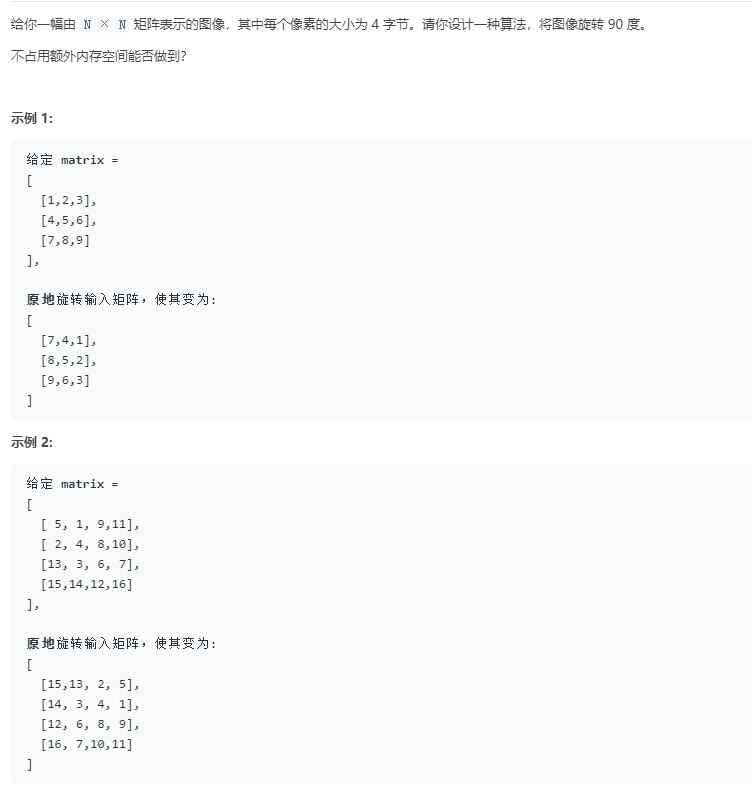 给你一幅由 N × N 矩阵表示的图像，其中每个像素的大小为 4 字节。请你设计一种算法，将图像旋转 90 度。
不占用额外内存空间能否做到？
示例 1:
给定 matrix =
[
  [1,2,3],
  [4,5,6],
  [7,8,9]
],
原地旋转输入矩阵，使其变为:
[
  [7,4,1],
  [8,5,2],
  [9,6,3]
]
示例 2:
给定 matrix =
[
  [ 5, 1, 9,11],
  [ 2, 4, 8,10],
  [13, 3, 6, 7],
  [15,14,12,16]
],
原地旋转输入矩阵，使其变为:
[
  [15,13, 2, 5],
  [14, 3, 4, 1],
  [12, 6, 8, 9],
  [16, 7,10,11]
]